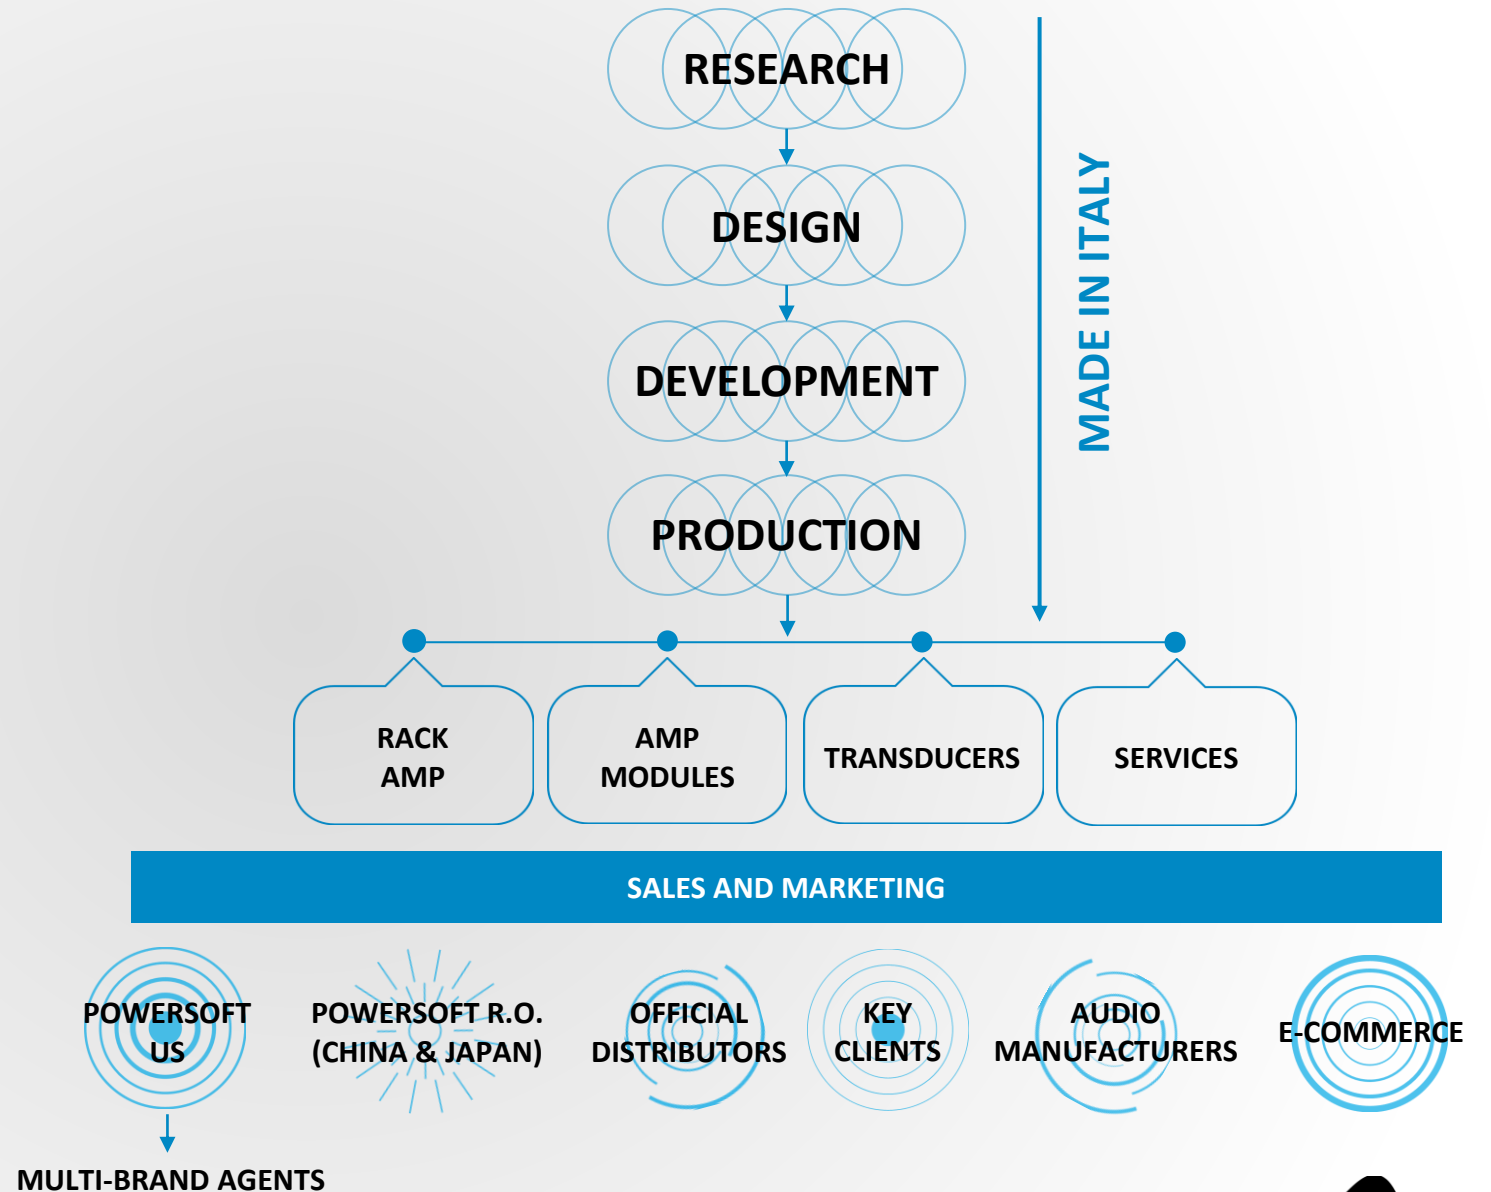 RESEARCH
DESIGN
DEVELOPMENT
PRODUCTION
MADE IN ITALY
RACK
AMP
AMP
MODULES
TRANSDUCERS
SERVICES
SALES AND MARKETING
POWERSOFT
US
POWERSOFT R.O.
(CHINA & JAPAN)
OFFICIAL
DISTRIBUTORS
KEY
CLIENTS
AUDIO
MANUFACTURERS
E-COMMERCE
MULTI-BRAND AGENTS